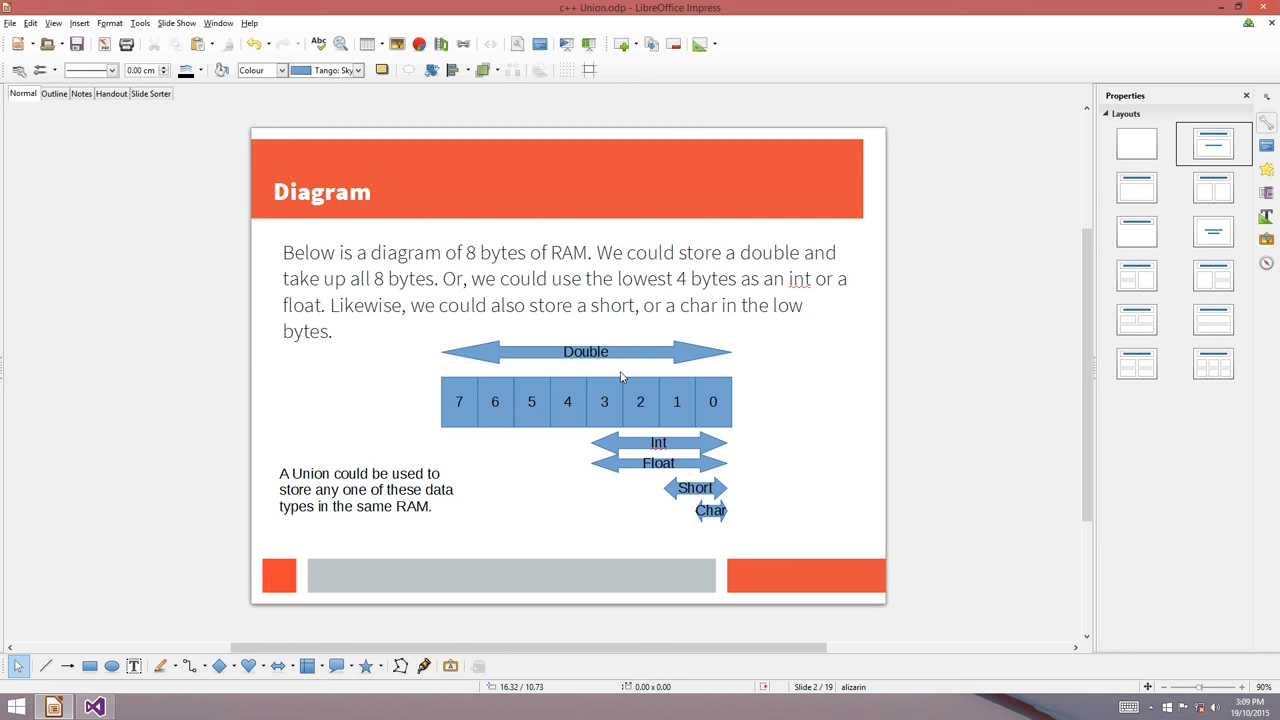 c++ Union.odp - LibreOffice Impress
File Edit View Insert Format Tools Slide Show Window Help
0.00 cm
Colour
Tango: Sky
Normal Outline Notes Handout Slide Sorter
Properties
Layouts
Diagram
Below is a diagram of 8 bytes of RAM. We could store a double and
take up all 8 bytes. Or, we could use the lowest 4 bytes as an int or a
float. Likewise, we could also store a short, or a char in the low
bytes.
Double
7 6 5 4 3 2 1 0
Int
Float
Short
Char
A Union could be used to
store any one of these data
types in the same RAM.
16.32 / 10.73
0.00 x 0.00
Slide 2 / 19
alizarin
90%
3:09 PM
19/10/2015